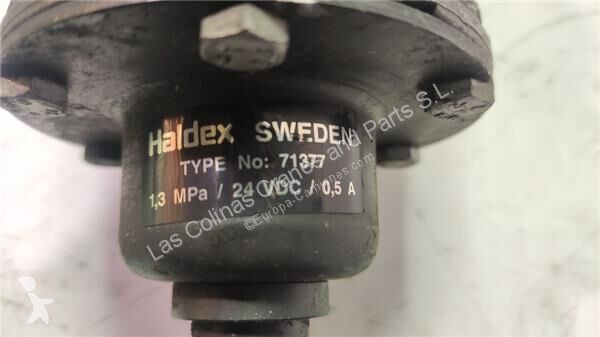 Haldex SWEDEN
TYPE No: 71377
1,3 MPa / 24 VDC / 0,5 A
Las Colinas Cranes and Parts S.L.
©Europa-Camiones.com